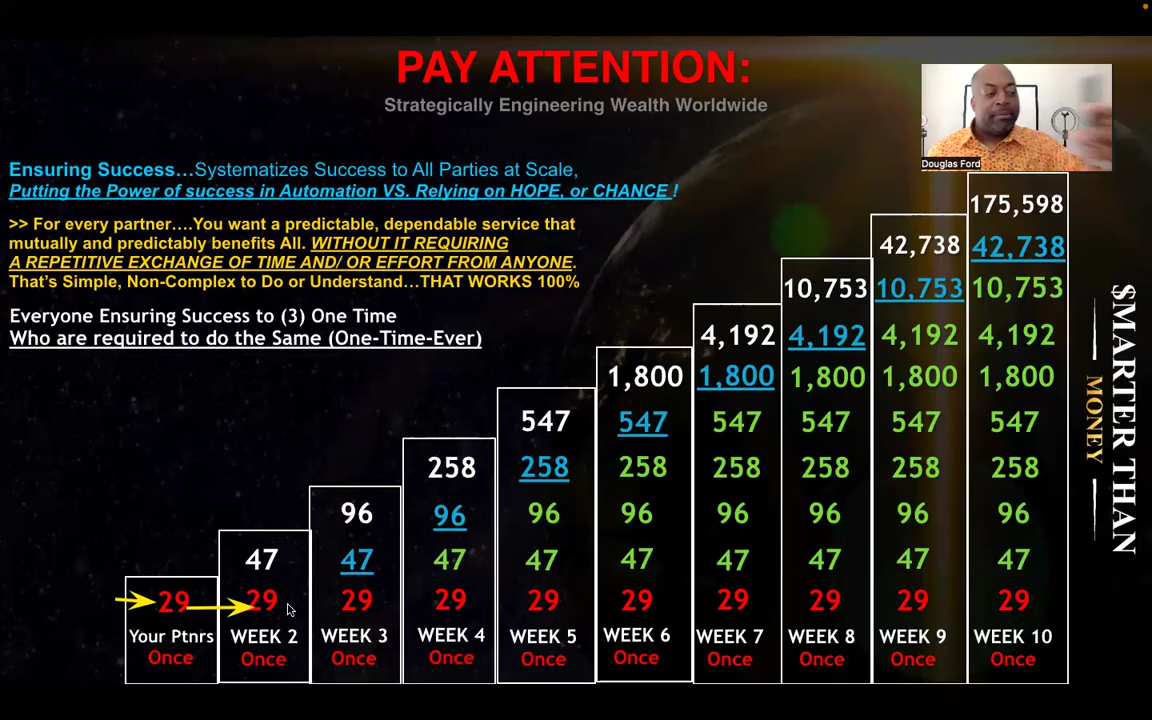 PAY ATTENTION:
Strategically Engineering Wealth Worldwide
Douglas Ford
Ensuring Success...Systematizes Success to All Parties at Scale,
Putting the Power of success in Automation VS. Relying on HOPE, or CHANCE !
>> For every partner....You want a predictable, dependable service that
mutually and predictably benefits All. WITHOUT IT REQUIRING
A REPETITIVE EXCHANGE OF TIME AND/ OR EFFORT FROM ANYONE.
That's Simple, Non-Complex to Do or Understand...THAT WORKS 100%
Everyone Ensuring Success to (3) One Time
Who are required to do the Same (One-Time-Ever)
175,598
42,738 42,738
10,753 10,753 10,753
4,192 4,192 4,192 4,192
1,800 1,800 1,800 1,800 1,800
547 547 547 547 547 547
258 258 258 258 258 258 258
96 96 96 96 96 96 96 96
47 47 47 47 47 47 47 47 47
29 29 29 29 29 29 29 29 29 29
Your Ptnrs WEEK 2 WEEK 3 WEEK 4 WEEK 5 WEEK 6 WEEK 7 WEEK 8 WEEK 9 WEEK 10
Once Once Once Once Once Once Once Once Once Once
$MARTER THAN
MONEY